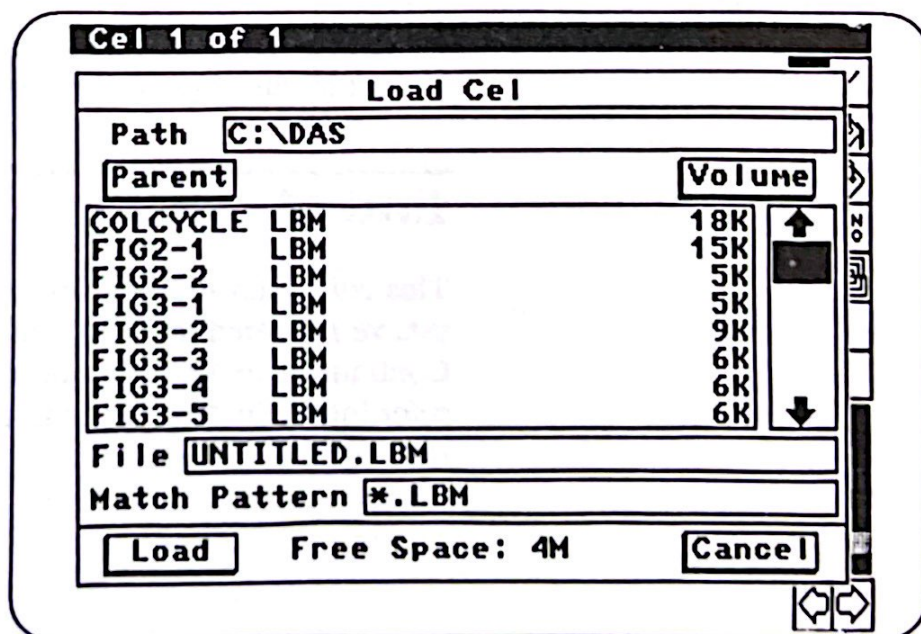 Cel 1 of 1
Load Cel
Path C:\DAS
Parent Volume
COLCYCLE LBM 18K
FIG2-1 LBM 15K
FIG2-2 LBM 5K
FIG3-1 LBM 5K
FIG3-2 LBM 9K
FIG3-3 LBM 6K
FIG3-4 LBM 6K
FIG3-5 LBM 6K
File UNTITLED.LBM
Match Pattern *.LBM
Load Free Space: 4M Cancel
NO